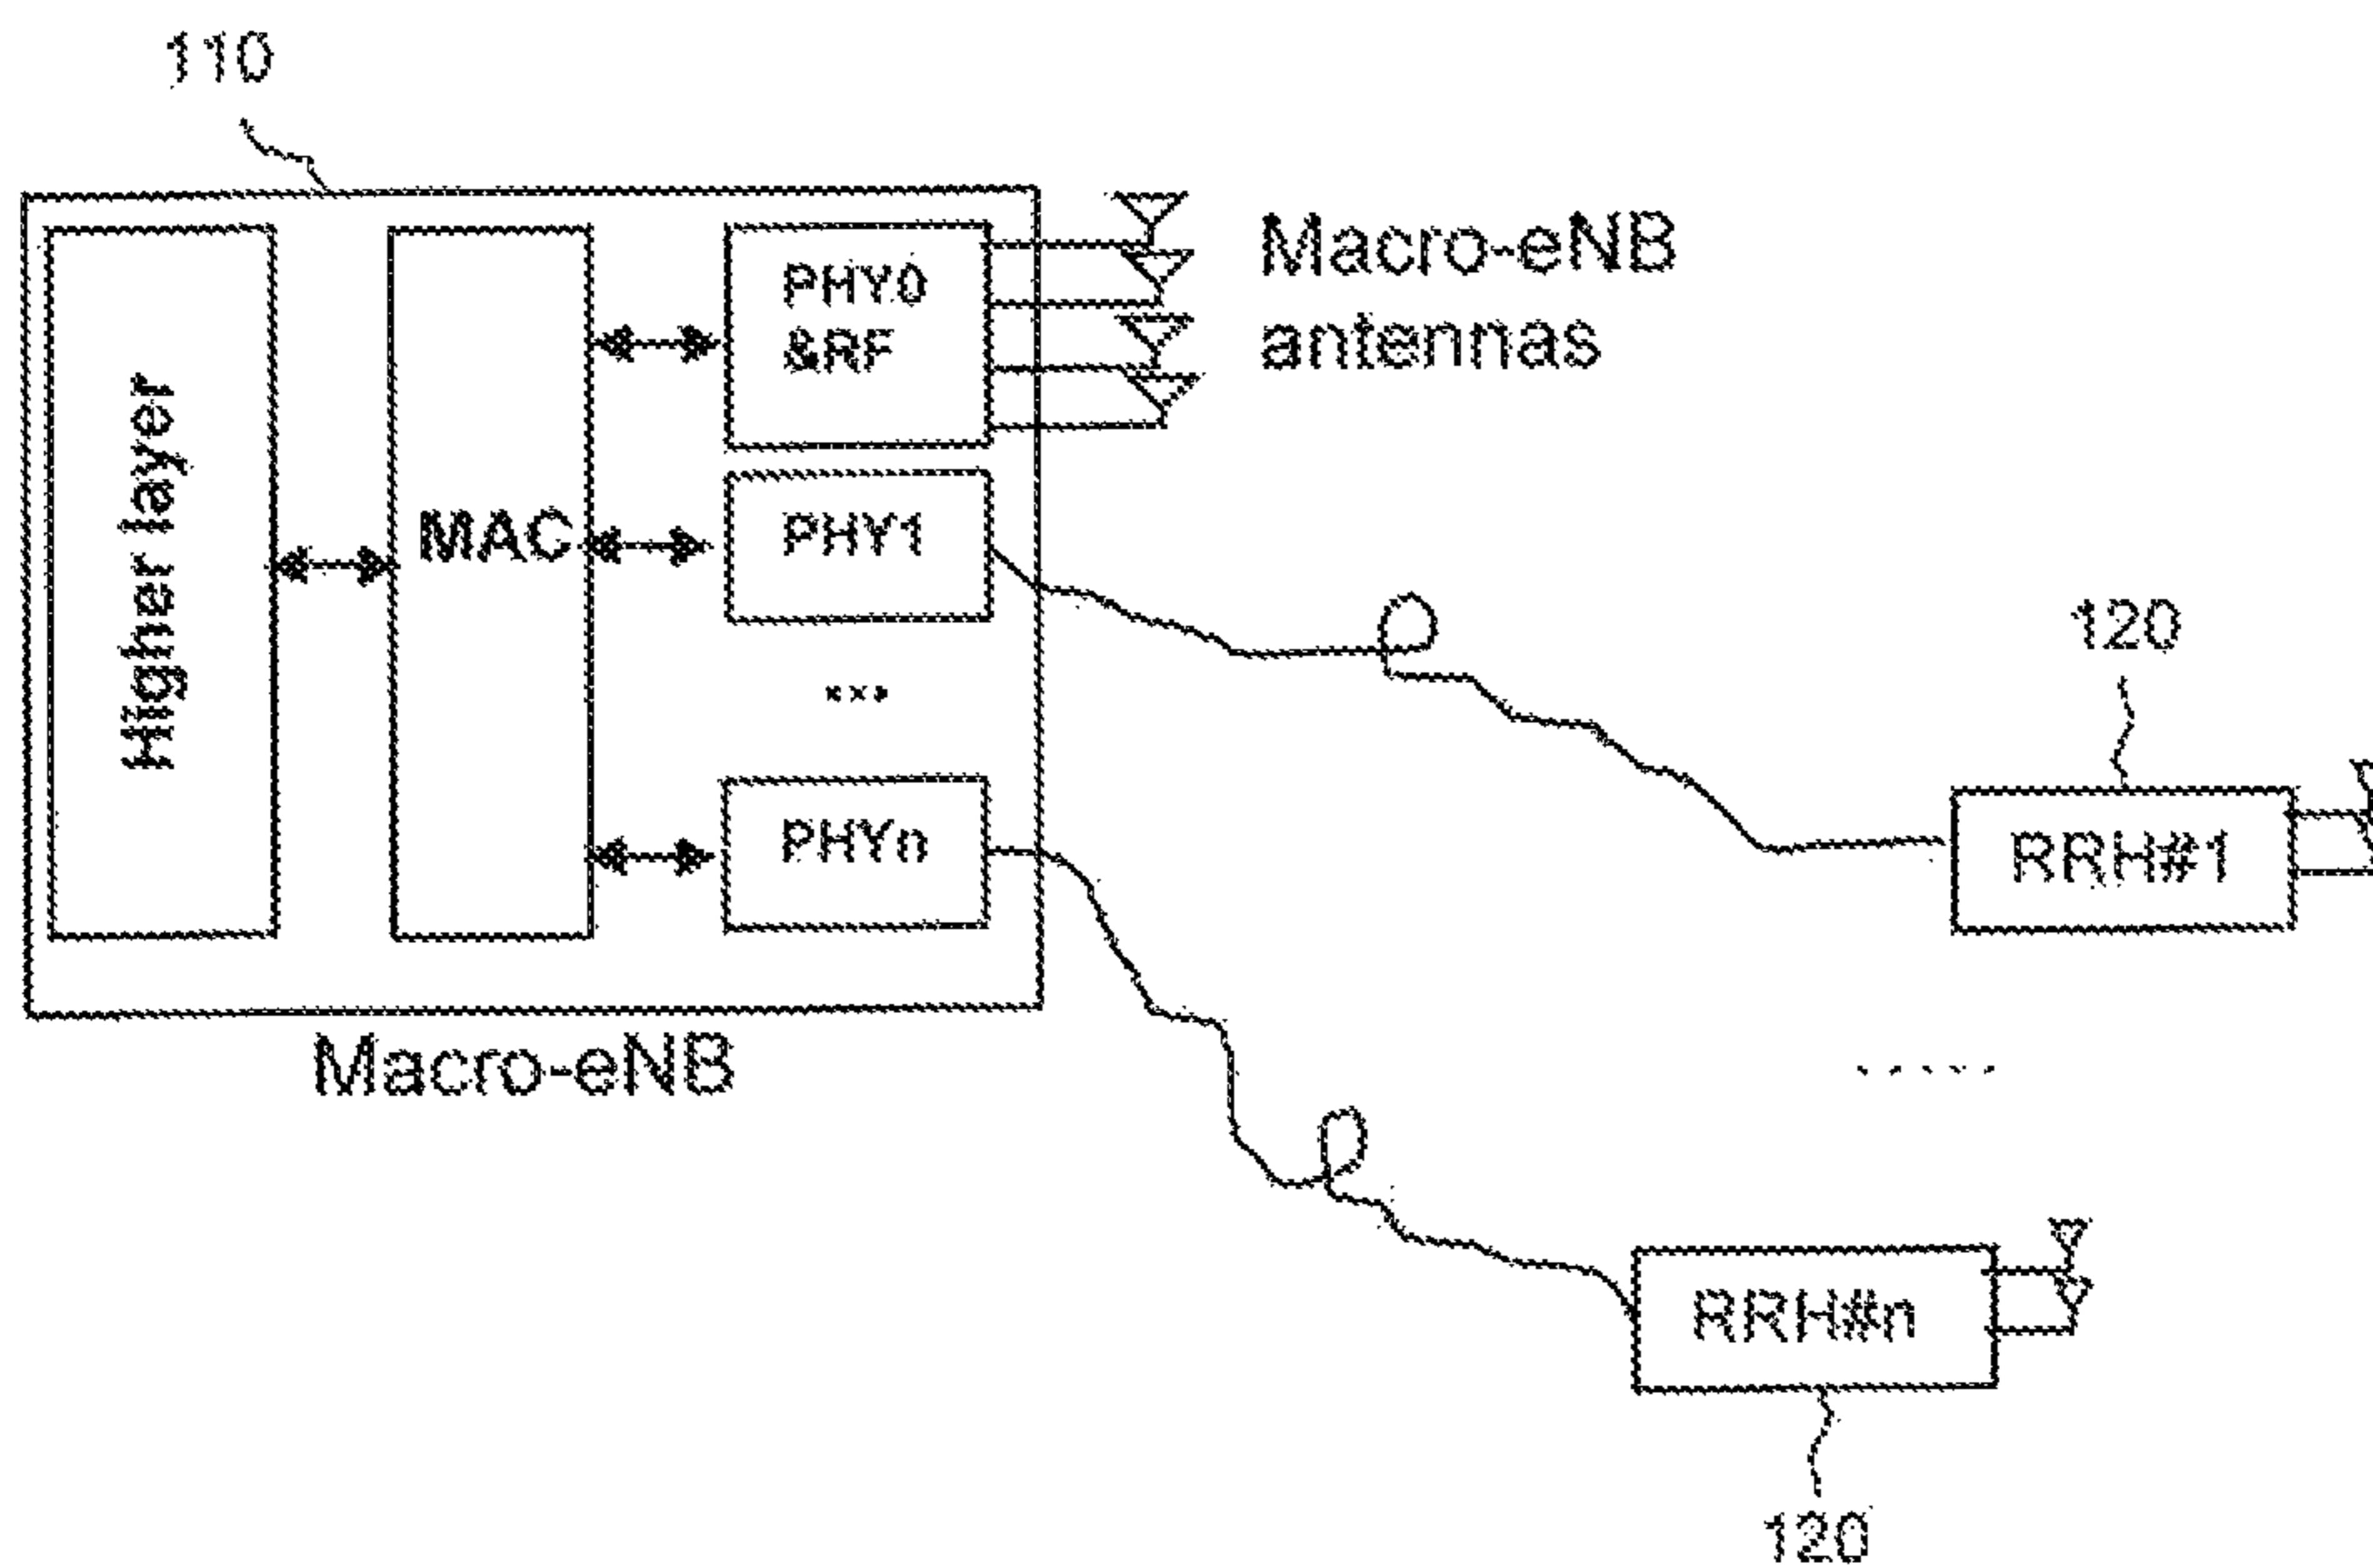 110
Macro-eNB
antennas
PHY0
&RF
Higher layer
MAC
PHY1
...
120
PHYn
RRH#1
Macro-eNB
.....
RRH#n
120